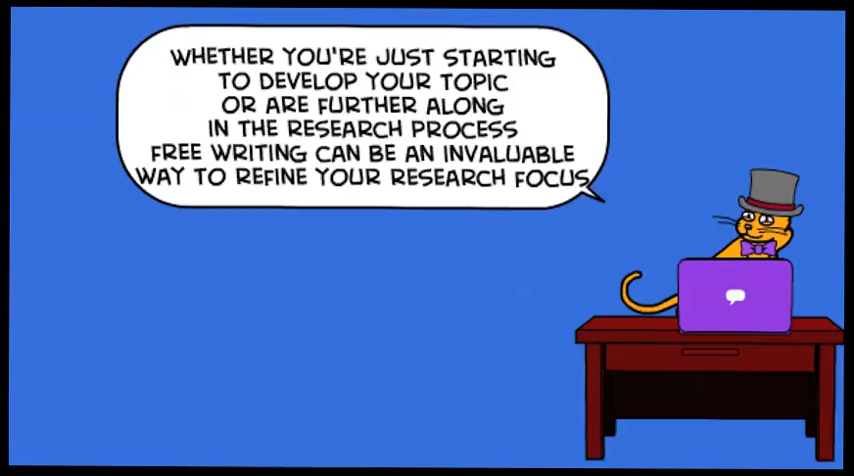 WHETHER YOU'RE JUST STARTING
TO DEVELOP YOUR TOPIC
OR ARE FURTHER ALONG
IN THE RESEARCH PROCESS
FREE WRITING CAN BE AN INVALUABLE
WAY TO REFINE YOUR RESEARCH FOCUS